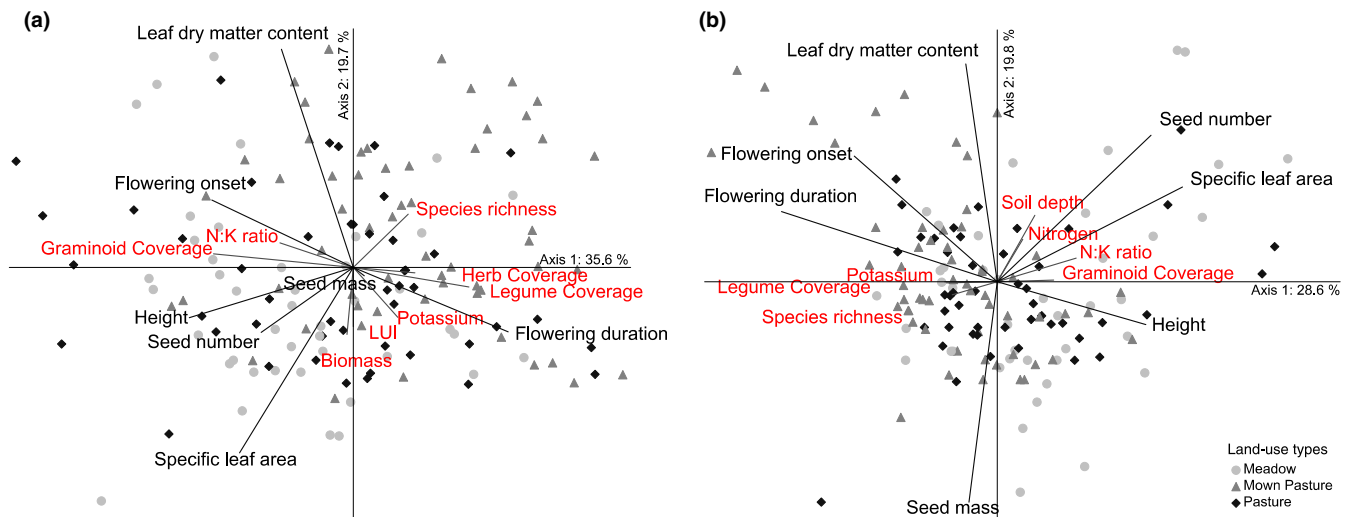 (a)
Leaf dry matter content
Axis 2: 19.7 %
Flowering onset
Species richness
N:K ratio
Graminoid Coverage
Axis 1: 35.6 %
Herb Coverage
Seed mass
Legume Coverage
Height
Potassium
Seed number
LUI
Flowering duration
Biomass
Specific leaf area
(b)
Leaf dry matter content
Axis 2: 19.8 %
Seed number
Flowering onset
Specific leaf area
Flowering duration
Soil depth
Nitrogen
N:K ratio
Potassium
Graminoid Coverage
Legume Coverage
Axis 1: 28.6 %
Species richness
Height
Seed mass
Land-use types
Meadow
Mown Pasture
Pasture